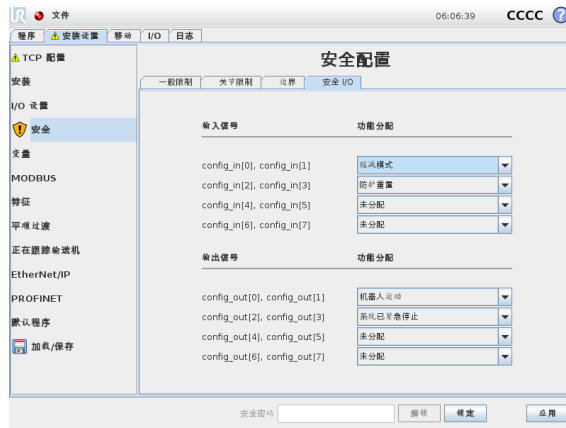 UR 文件 06:06:39 CCCC ?
程序 安装设置 移动 I/O 日志
TCP 配置
安装
I/O 设置
安全
变量
MODBUS
特征
平顺过渡
正在跟踪输送机
EtherNet/IP
PROFINET
默认程序
加载/保存
安全配置
一般限制 关节限制 边界 安全 I/O
输入信号 功能分配
config_in[0], config_in[1] 缩减模式
config_in[2], config_in[3] 防护重置
config_in[4], config_in[5] 未分配
config_in[6], config_in[7] 未分配
输出信号 功能分配
config_out[0], config_out[1] 机器人运动
config_out[2], config_out[3] 系统已紧急停止
config_out[4], config_out[5] 未分配
config_out[6], config_out[7] 未分配
安全密码 解锁 锁定 应用